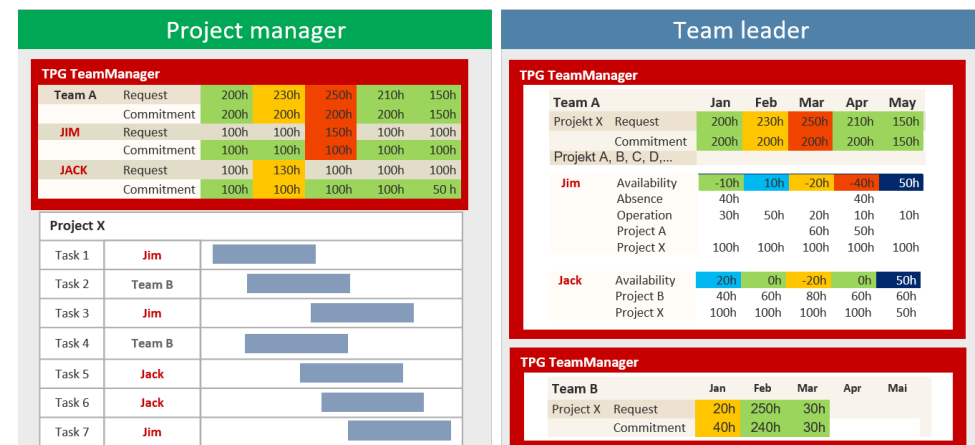 Project manager
TPG TeamManager
Team A Request 200h 230h 250h 210h 150h
Commitment 200h 200h 200h 200h 150h
JIM Request 100h 100h 150h 100h 100h
Commitment 100h 100h 100h 100h 100h
JACK Request 100h 130h 100h 100h 100h
Commitment 100h 100h 100h 100h 50 h
Project X
Task 1 Jim
Task 2 Team B
Task 3 Jim
Task 4 Team B
Task 5 Jack
Task 6 Jack
Task 7 Jim
Team leader
TPG TeamManager
Team A Jan Feb Mar Apr May
Projekt X Request 200h 230h 250h 210h 150h
Commitment 200h 200h 200h 200h 150h
Projekt A, B, C, D,...
Jim Availability -10h 10h -20h -40h 50h
Absence 40h 40h
Operation 30h 50h 20h 10h 10h
Project A 60h 50h
Project X 100h 100h 100h 100h 100h
Jack Availability 20h 0h -20h 0h 50h
Project B 40h 60h 80h 60h 60h
Project X 100h 100h 100h 100h 50h
TPG TeamManager
Team B Jan Feb Mar Apr Mai
Project X Request 20h 250h 30h
Commitment 40h 240h 30h